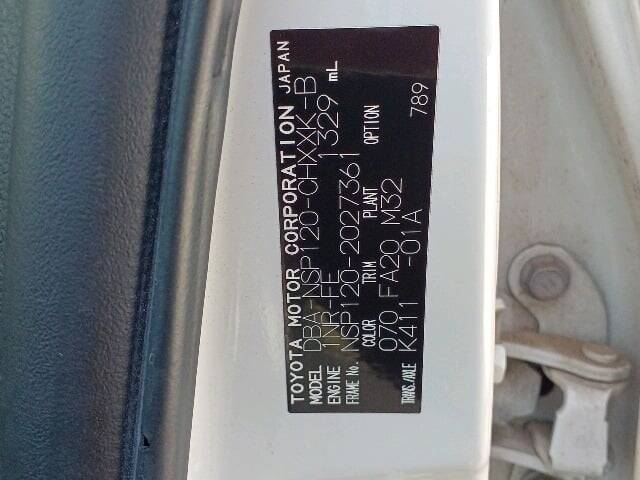 TOYOTA MOTOR CORPORATION JAPAN
MODEL DBA-NSP120-CHXXK-B
ENGINE 1NR-FE 1329 mL
FRAME No. NSP120-2027361
COLOR TRIM PLANT OPTION
070 FA20 M32
TRANS./AXLE K411 -01A 789